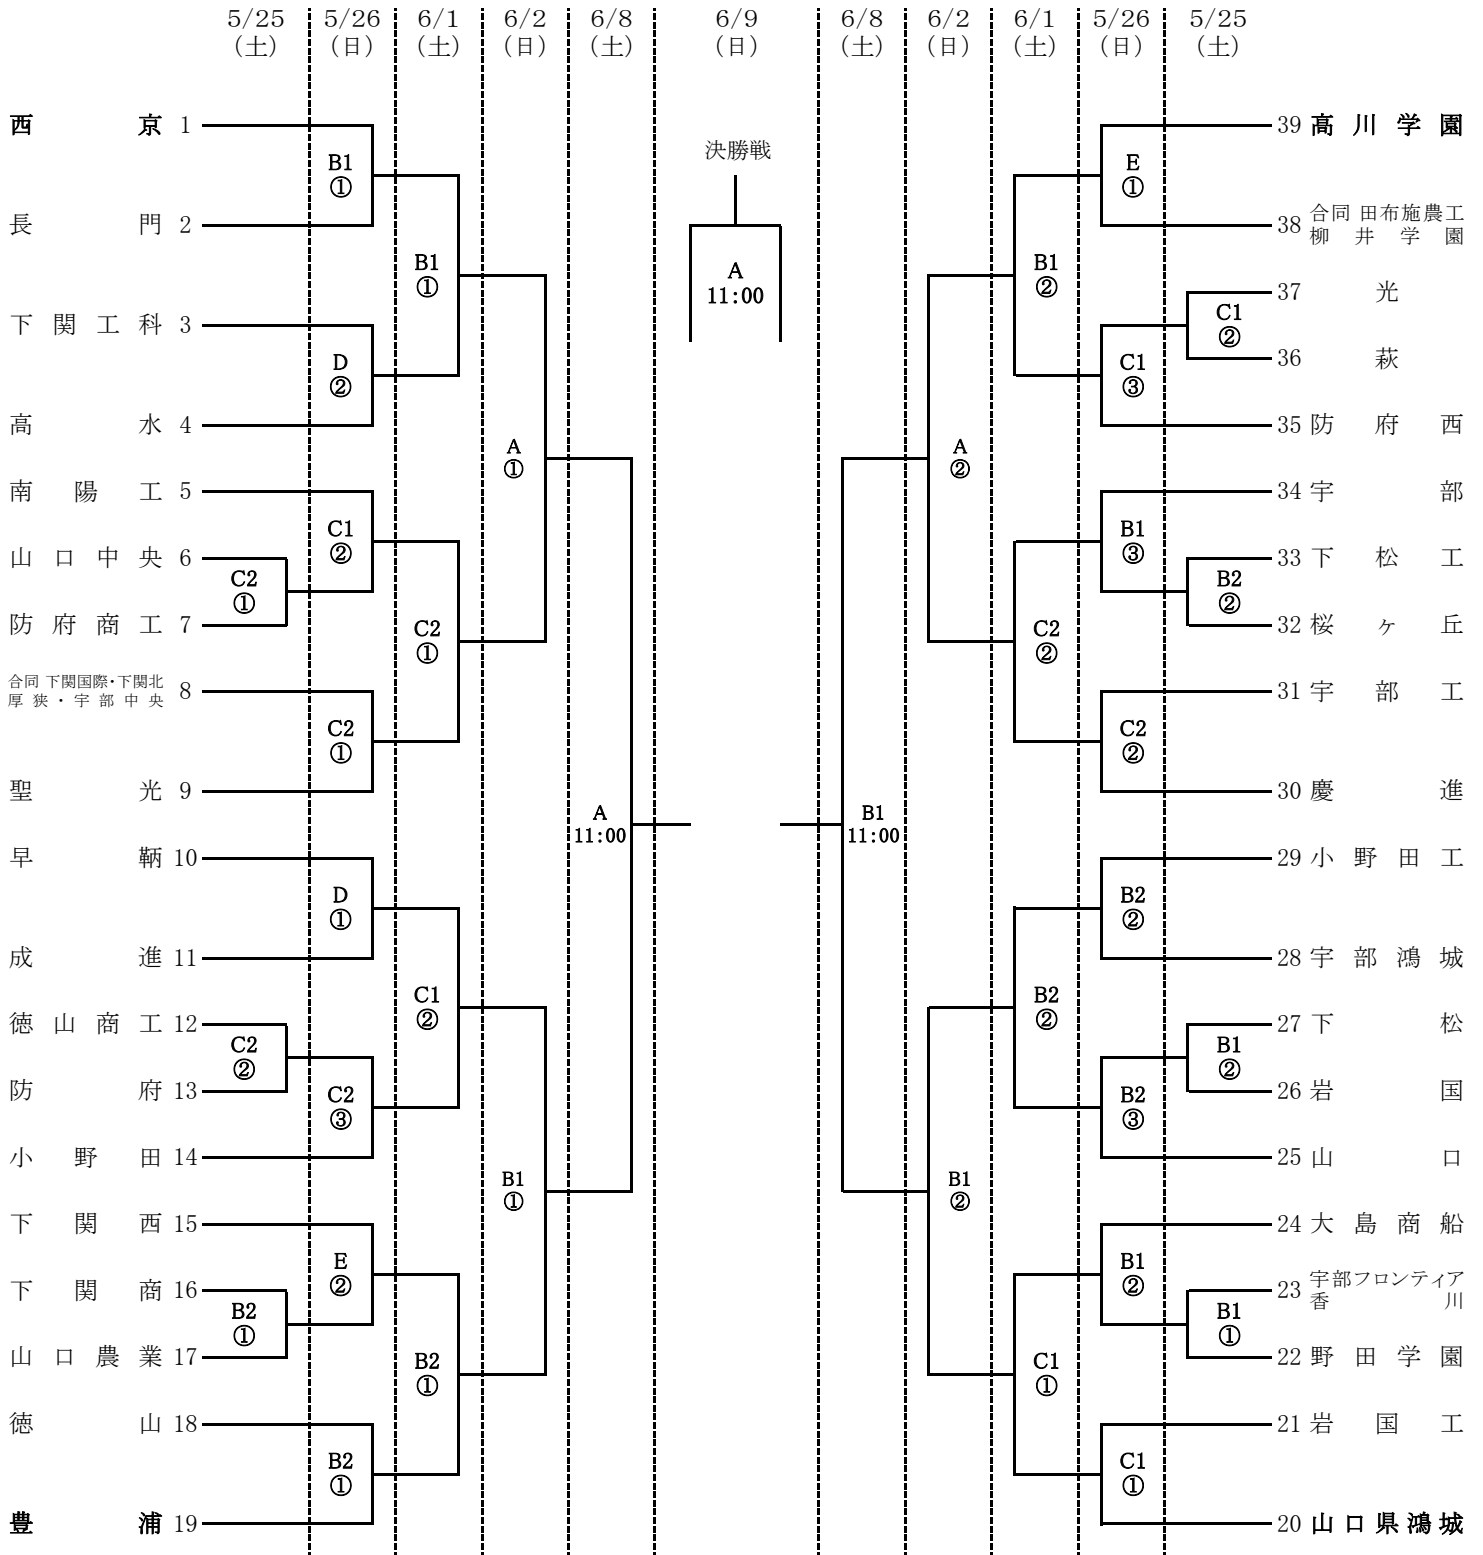 5/25 5/26 6/1 6/2 6/8 6/9 6/8 6/2 6/1 5/26 5/25
(土) (日) (土) (日) (土) (日) (土) (日) (土) (日) (土)
西京 1
39 高川学園
決勝戦
B1
①
E
①
長門 2
38 合同 田布施農工
柳井学園
B1
①
A
11:00
B1
②
37 光
C1
②
下関工科 3
D
②
C1
③
36 萩
高水 4
35 防府西
A
①
A
②
南陽工 5
34 宇部
C1
②
B1
③
山口中央 6
33 下松工
C2
①
B2
②
防府商工 7
32 桜ヶ丘
C2
①
C2
②
合同 下関国際・下関北
厚狭・宇部中央
8
31 宇部工
C2
①
C2
②
聖光 9
30 慶進
A
11:00
B1
11:00
早鞆 10
29 小野田工
D
①
B2
②
成進 11
28 宇部鴻城
C1
②
B2
②
徳山商工 12
27 下松
C2
②
B1
②
防府 13
26 岩国
C2
③
B2
③
小野田 14
25 山口
B1
①
B1
②
下関西 15
24 大島商船
E
②
B1
②
下関商 16
23 宇部フロンティア
香川
B2
①
B1
①
山口農業 17
22 野田学園
B2
①
C1
①
徳山 18
21 岩国工
B2
①
C1
①
豊浦 19
20 山口県鴻城